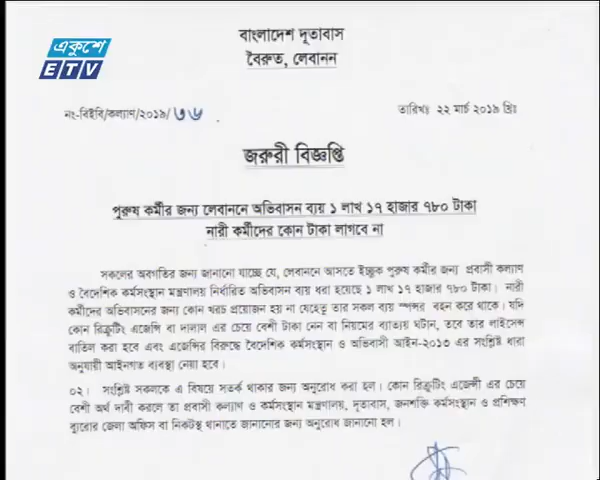 একুশে
ETV
বাংলাদেশ দূতাবাস
বৈরুত, লেবানন
নং-বিইবি/কল্যাণ/২০১৯/৩৬
তারিখঃ ২২ মার্চ ২০১৯ খ্রিঃ
জরুরী বিজ্ঞপ্তি
পুরুষ কর্মীর জন্য লেবাননে অভিবাসন ব্যয় ১ লাখ ১৭ হাজার ৭৮০ টাকা
নারী কর্মীদের কোন টাকা লাগবে না
সকলের অবগতির জন্য জানানো যাচ্ছে যে, লেবাননে আসতে ইচ্ছুক পুরুষ কর্মীর জন্য প্রবাসী কল্যাণ
ও বৈদেশিক কর্মসংস্থান মন্ত্রণালয় নির্ধারিত অভিবাসন ব্যয় ধরা হয়েছে ১ লাখ ১৭ হাজার ৭৮০ টাকা। নারী
কর্মীদের অভিবাসনের জন্য কোন খরচ প্রয়োজন হয় না যেহেতু তার সকল ব্যয় স্পন্সর বহন করে থাকে। যদি
কোন রিক্রুটিং এজেন্সি বা দালাল এর চেয়ে বেশী টাকা নেন বা নিয়মের ব্যাত্যয় ঘটান, তবে তার লাইসেন্স
বাতিল করা হবে এবং এজেন্সির বিরুদ্ধে বৈদেশিক কর্মসংস্থান ও অভিবাসী আইন-২০১৩ এর সংশ্লিষ্ট ধারা
অনুযায়ী আইনগত ব্যবস্থা নেয়া হবে।
০২। সংশ্লিষ্ট সকলকে এ বিষয়ে সতর্ক থাকার জন্য অনুরোধ করা হল। কোন রিক্রুটিং এজেন্সী এর চেয়ে
বেশী অর্থ দাবী করলে তা প্রবাসী কল্যাণ ও কর্মসংস্থান মন্ত্রণালয়, দূতাবাস, জনশক্তি কর্মসংস্থান ও প্রশিক্ষণ
ব্যুরোর জেলা অফিস বা নিকটস্থ থানাতে জানানোর জন্য অনুরোধ জানানো হল।